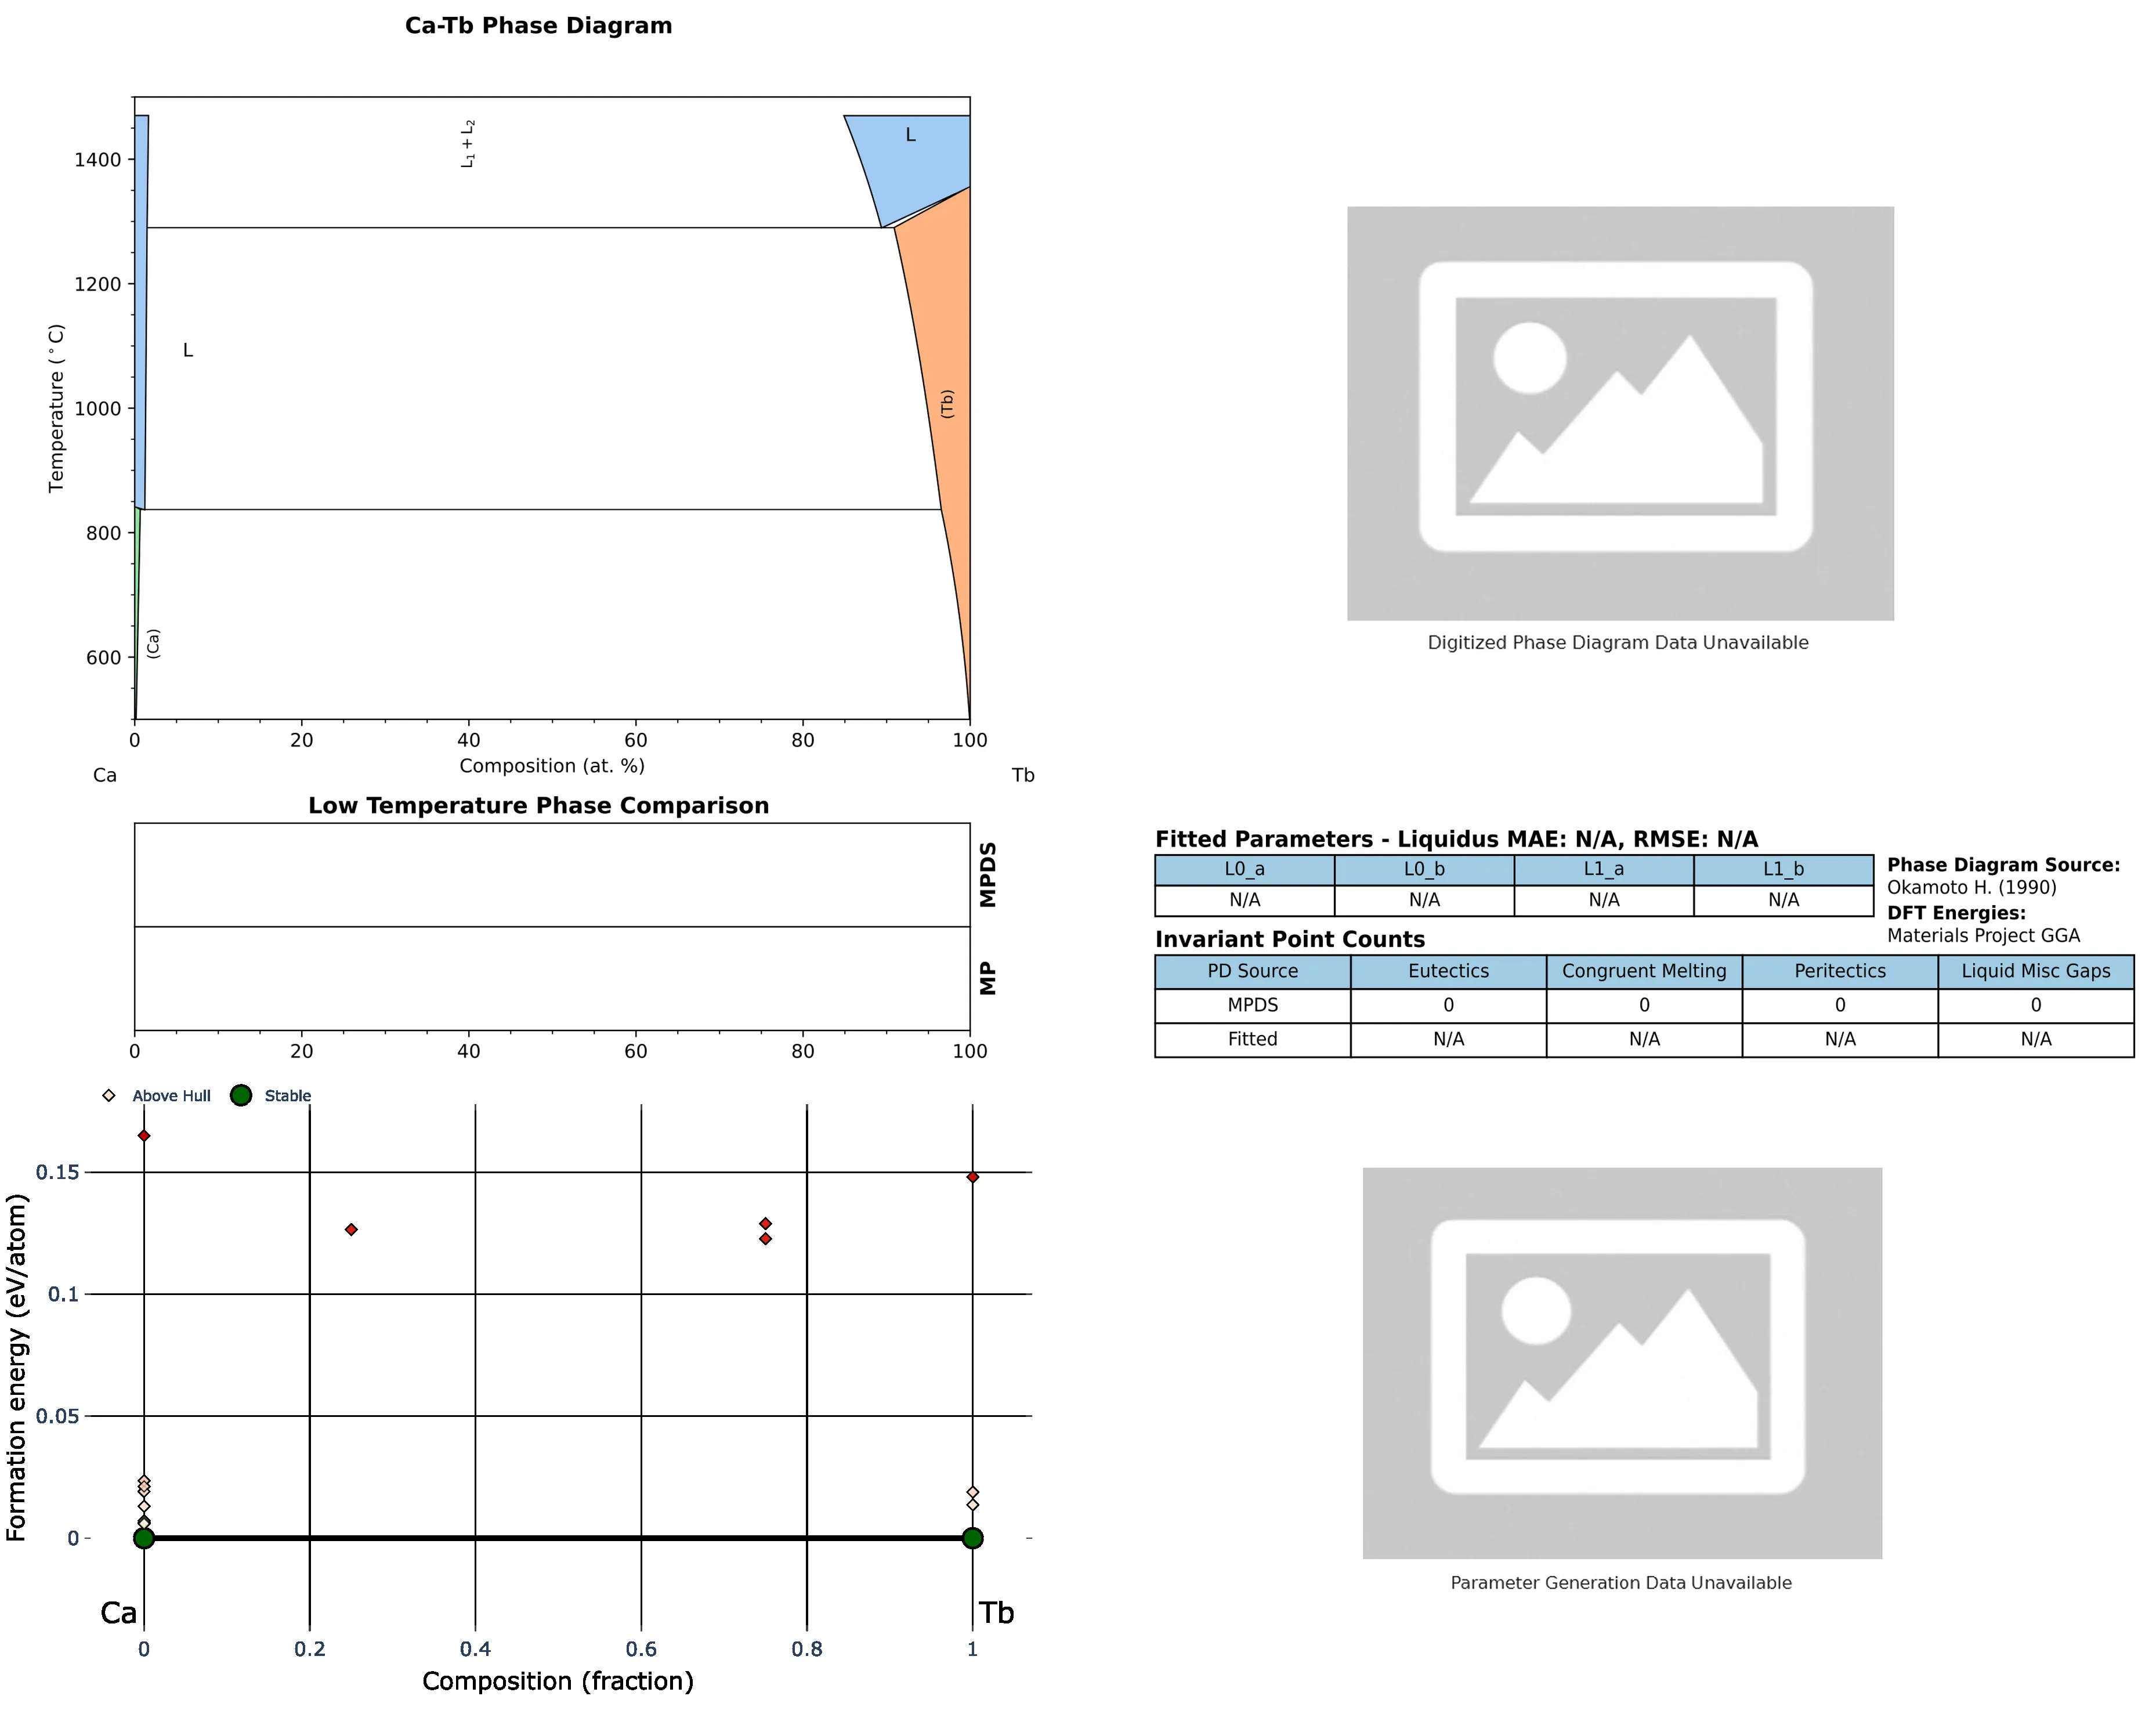 Ca-Tb Phase Diagram
L₁ + L₂
L
L
(Tb)
(Ca)
1400
1200
1000
800
600
Temperature (°C)
0 20 40 60 80 100
Composition (at. %)
Ca Tb
Digitized Phase Diagram Data Unavailable
Low Temperature Phase Comparison
MPDS
MP
0 20 40 60 80 100
Fitted Parameters - Liquidus MAE: N/A, RMSE: N/A
L0_a L0_b L1_a L1_b
N/A N/A N/A N/A
Phase Diagram Source:
Okamoto H. (1990)
DFT Energies:
Materials Project GGA
Invariant Point Counts
PD Source Eutectics Congruent Melting Peritectics Liquid Misc Gaps
MPDS 0 0 0 0
Fitted N/A N/A N/A N/A
Above Hull Stable
0.15
0.1
0.05
0
Formation energy (eV/atom)
Ca Tb
0 0.2 0.4 0.6 0.8 1
Composition (fraction)
Parameter Generation Data Unavailable